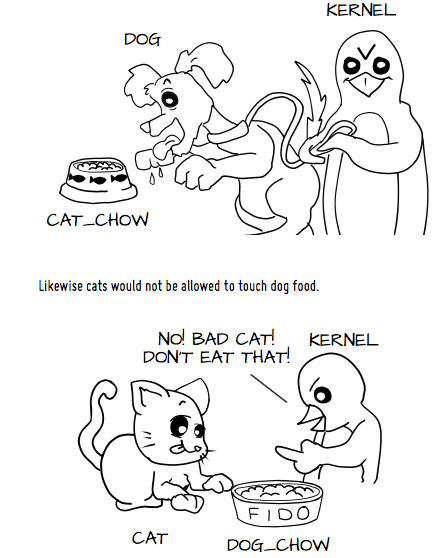 KERNEL
DOG
CAT_CHOW
Likewise cats would not be allowed to touch dog food.
NO! BAD CAT!
DON'T EAT THAT!
KERNEL
FIDO
CAT
DOG_CHOW